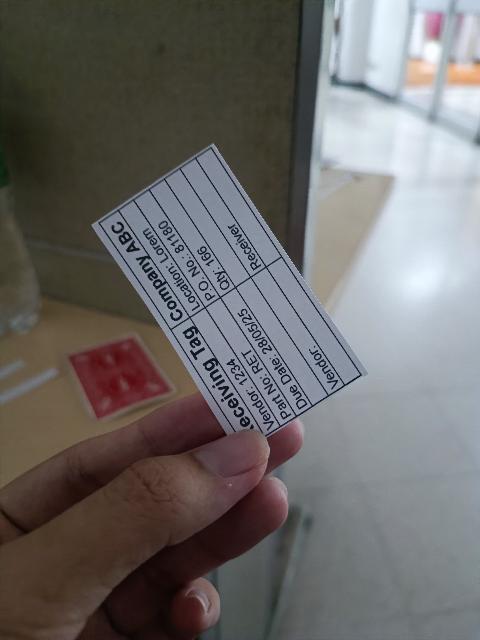 Receiving Tag Company ABC
Vendor: 1234 Location: Lorem
Part No: RET P.O. No.: 81180
Due Date: 28/05/25 Qty: 166
Vendor: Receiver